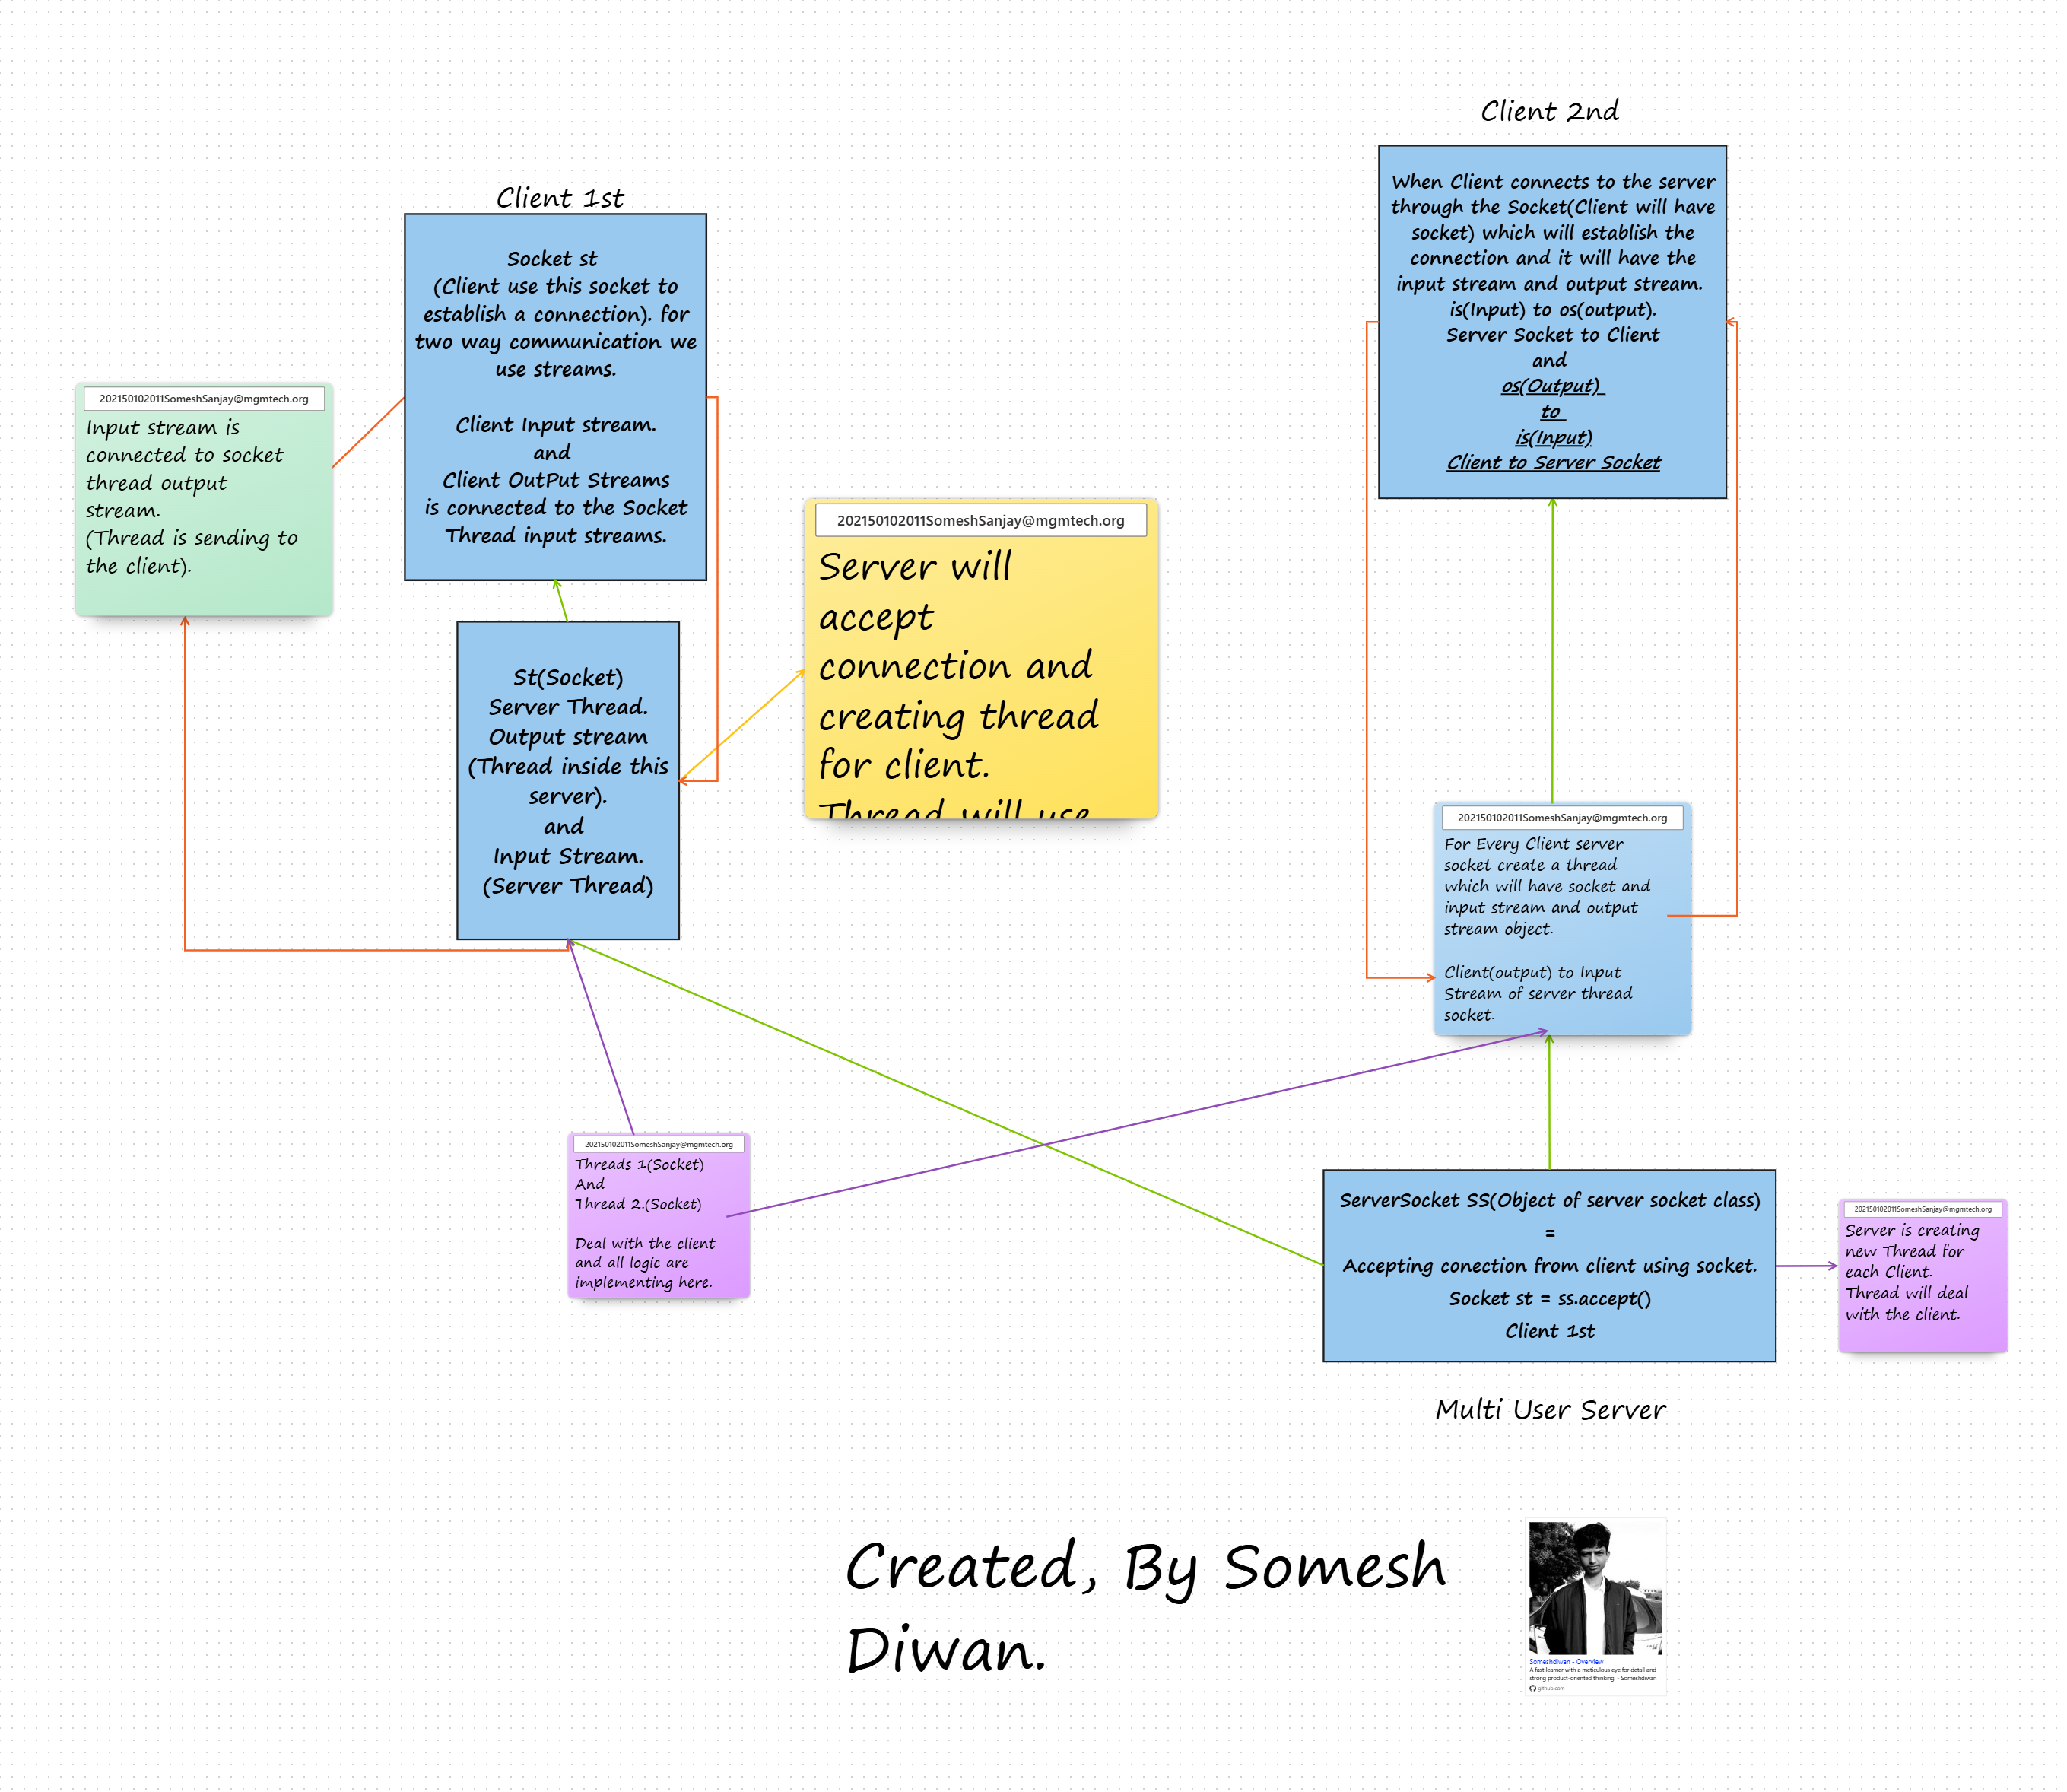 Client 2nd
When Client connects to the server
through the Socket(Client will have
socket) which will establish the
connection and it will have the
input stream and output stream.
is(Input) to os(output).
Server Socket to Client
and
os(Output)
to
is(Input)
Client to Server Socket
Client 1st
Socket st
(Client use this socket to
establish a connection). for
two way communication we
use streams.
Client Input stream.
and
Client OutPut Streams
is connected to the Socket
Thread input streams.
202150102011SomeshSanjay@mgmtech.org
Input stream is
connected to socket
thread output
stream.
(Thread is sending to
the client).
202150102011SomeshSanjay@mgmtech.org
Server will
accept
connection and
creating thread
for client.
Thread will use
St(Socket)
Server Thread.
Output stream
(Thread inside this
server).
and
Input Stream.
(Server Thread)
202150102011SomeshSanjay@mgmtech.org
For Every Client server
socket create a thread
which will have socket and
input stream and output
stream object.
Client(output) to Input
Stream of server thread
socket.
202150102011SomeshSanjay@mgmtech.org
Threads 1(Socket)
And
Thread 2.(Socket)
Deal with the client
and all logic are
implementing here.
ServerSocket SS(Object of server socket class)
=
Accepting conection from client using socket.
Socket st = ss.accept()
Client 1st
202150102011SomeshSanjay@mgmtech.org
Server is creating
new Thread for
each Client.
Thread will deal
with the client.
Multi User Server
Created, By Somesh
Diwan.
Someshdiwan - Overview
A fast learner with a meticulous eye for detail and
strong product-oriented thinking. - Someshdiwan
github.com